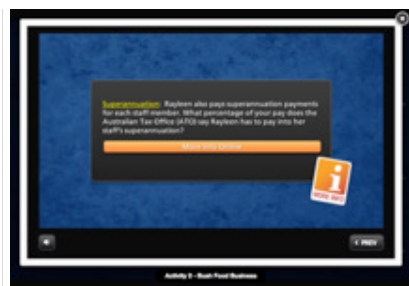 Superannuation: Rayleen also pays superannuation payments
for each staff member. What percentage of your pay does the
Australian Tax Office (ATO) say Rayleen has to pay into her
staff's superannuation?
More Info Online
i
MORE INFO
PREV
Activity 2 - Bush Food Business